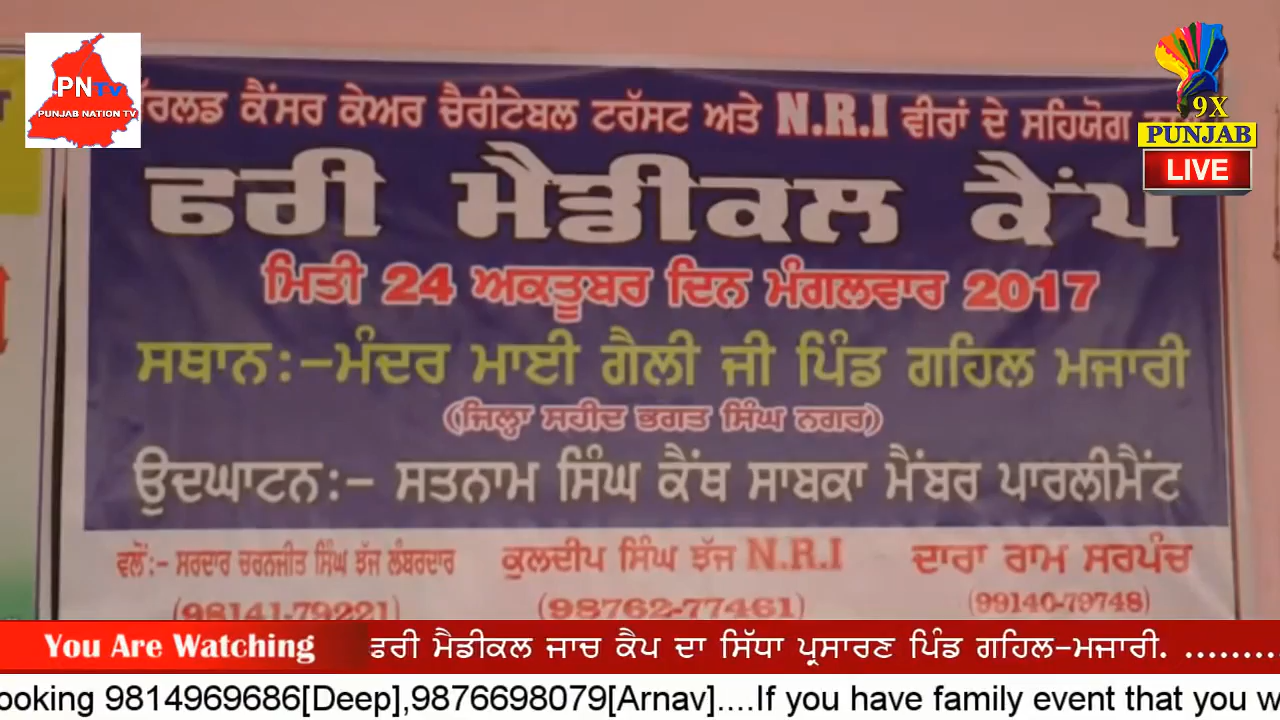 PNTV
PUNJAB NATION TV
9X
PUNJAB
LIVE
ਕੈਂਸਰ ਕੇਅਰ ਚੈਰੀਟੇਬਲ ਟਰੱਸਟ ਅਤੇ N.R.I ਵੀਰਾਂ ਦੇ ਸਹਿਯੋਗ
ਫਰੀ ਮੈਡੀਕਲ ਕੈਂਪ
ਮਿਤੀ 24 ਅਕਤੂਬਰ ਦਿਨ ਮੰਗਲਵਾਰ 2017
ਸਥਾਨ:-ਮੰਦਰ ਮਾਈ ਗੈਲੀ ਜੀ ਪਿੰਡ ਗਹਿਲ ਮਜਾਰੀ
(ਜਿਲ੍ਹਾ ਸਹੀਦ ਭਗਤ ਸਿੰਘ ਨਗਰ)
ਉਦਘਾਟਨ:- ਸਤਨਾਮ ਸਿੰਘ ਕੈਂਥ ਸਾਬਕਾ ਮੈਂਬਰ ਪਾਰਲੀਮੈਂਟ
ਵਲੋਂ:- ਸਰਦਾਰ ਚਰਨਜੀਤ ਸਿੰਘ ਝੱਜ ਲੰਬਰਦਾਰ ਕੁਲਦੀਪ ਸਿੰਘ ਝੱਜ N.R.I ਦਾਰਾ ਰਾਮ ਸਰਪੰਚ
(98141-79221) (98762-77461) (99140-79748)
You Are Watching ਫਰੀ ਮੈਡੀਕਲ ਜਾਚ ਕੈਪ ਦਾ ਸਿੱਧਾ ਪ੍ਰਸਾਰਣ ਪਿੰਡ ਗਹਿਲ-ਮਜਾਰੀ. .........
ooking 9814969686[Deep],9876698079[Arnav]....If you have family event that you w